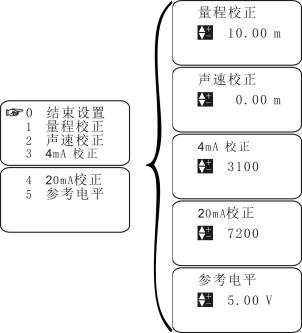 0 结束设置
1 量程校正
2 声速校正
3 4mA 校正
4 20mA校正
5 参考电平
量程校正
10.00 m
声速校正
0.00 m
4mA 校正
3100
20mA校正
7200
参考电平
5.00 V